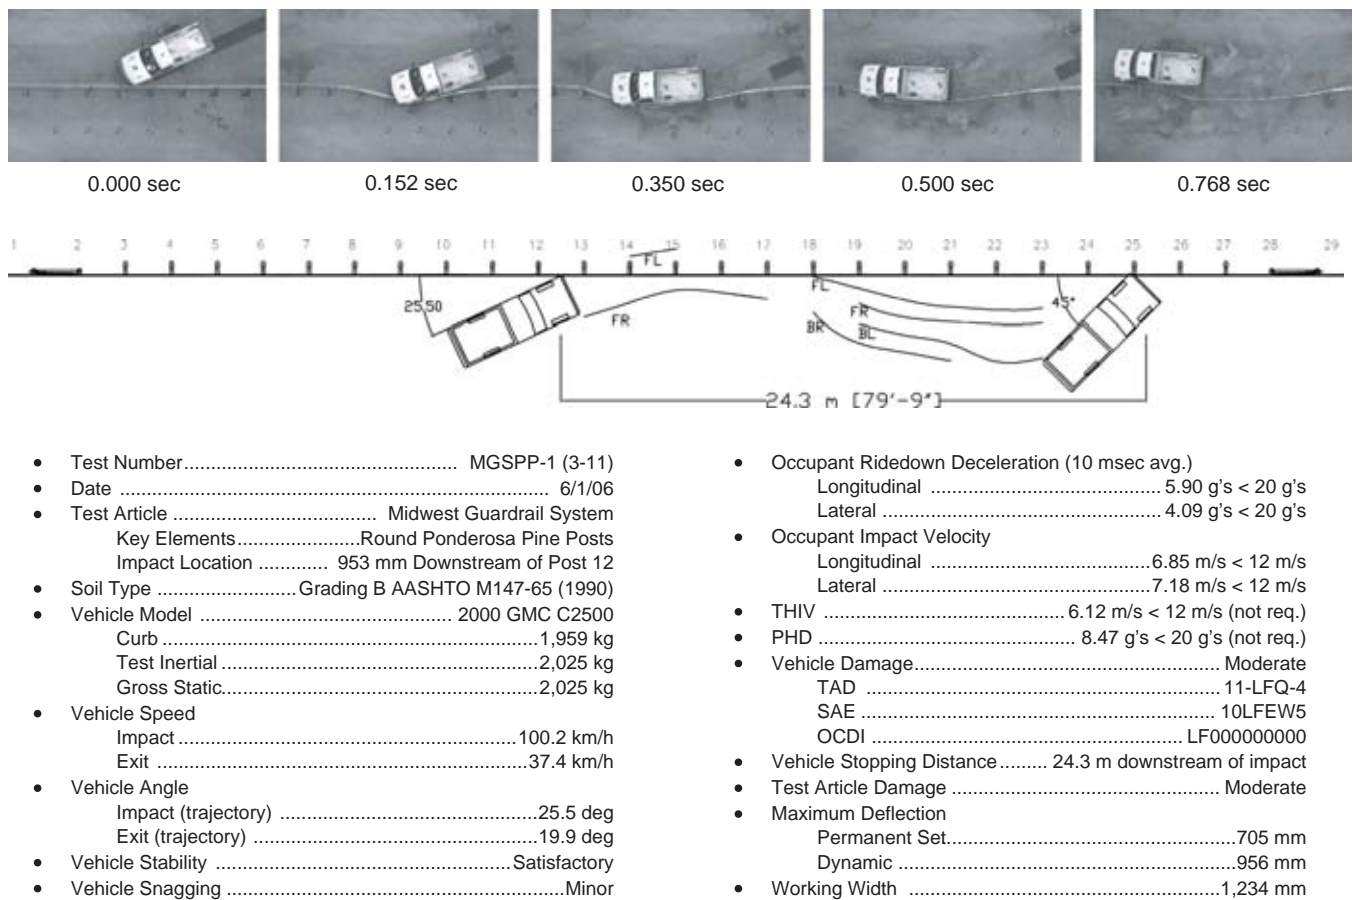 0.000 sec 0.152 sec 0.350 sec 0.500 sec 0.768 sec
1 2 3 4 5 6 7 8 9 10 11 12 13 14 15 16 17 18 19 20 21 22 23 24 25 26 27 28 29
FL
FL
25.50
45°
FR
FR
BR
BL
24.3 m [79'-9"]
• Test Number.................................................. MGSPP-1 (3-11)
• Date .............................................................................. 6/1/06
• Test Article ..................................... Midwest Guardrail System
Key Elements......................Round Ponderosa Pine Posts
Impact Location ............ 953 mm Downstream of Post 12
• Soil Type .........................Grading B AASHTO M147-65 (1990)
• Vehicle Model .............................................. 2000 GMC C2500
Curb ....................................................................1,959 kg
Test Inertial .........................................................2,025 kg
Gross Static.........................................................2,025 kg
• Vehicle Speed
Impact .............................................................100.2 km/h
Exit ...................................................................37.4 km/h
• Vehicle Angle
Impact (trajectory) ..............................................25.5 deg
Exit (trajectory) ...................................................19.9 deg
• Vehicle Stability .....................................................Satisfactory
• Vehicle Snagging .............................................................Minor
• Occupant Ridedown Deceleration (10 msec avg.)
Longitudinal ......................................... 5.90 g's < 20 g's
Lateral .................................................. 4.09 g's < 20 g's
• Occupant Impact Velocity
Longitudinal ........................................6.85 m/s < 12 m/s
Lateral .................................................7.18 m/s < 12 m/s
• THIV ........................................... 6.12 m/s < 12 m/s (not req.)
• PHD .............................................. 8.47 g's < 20 g's (not req.)
• Vehicle Damage....................................................... Moderate
TAD ............................................................... 11-LFQ-4
SAE ............................................................... 10LFEW5
OCDI ........................................................ LF000000000
• Vehicle Stopping Distance......... 24.3 m downstream of impact
• Test Article Damage ................................................ Moderate
• Maximum Deflection
Permanent Set....................................................705 mm
Dynamic .............................................................956 mm
• Working Width ........................................................1,234 mm